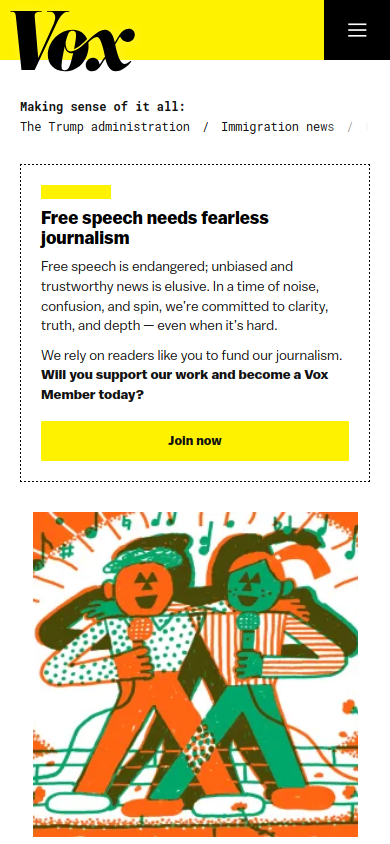 Vox
Making sense of it all:
The Trump administration / Immigration news /
Free speech needs fearless
journalism
Free speech is endangered; unbiased and
trustworthy news is elusive. In a time of noise,
confusion, and spin, we’re committed to clarity,
truth, and depth — even when it’s hard.
We rely on readers like you to fund our journalism.
Will you support our work and become a Vox
Member today?
Join now